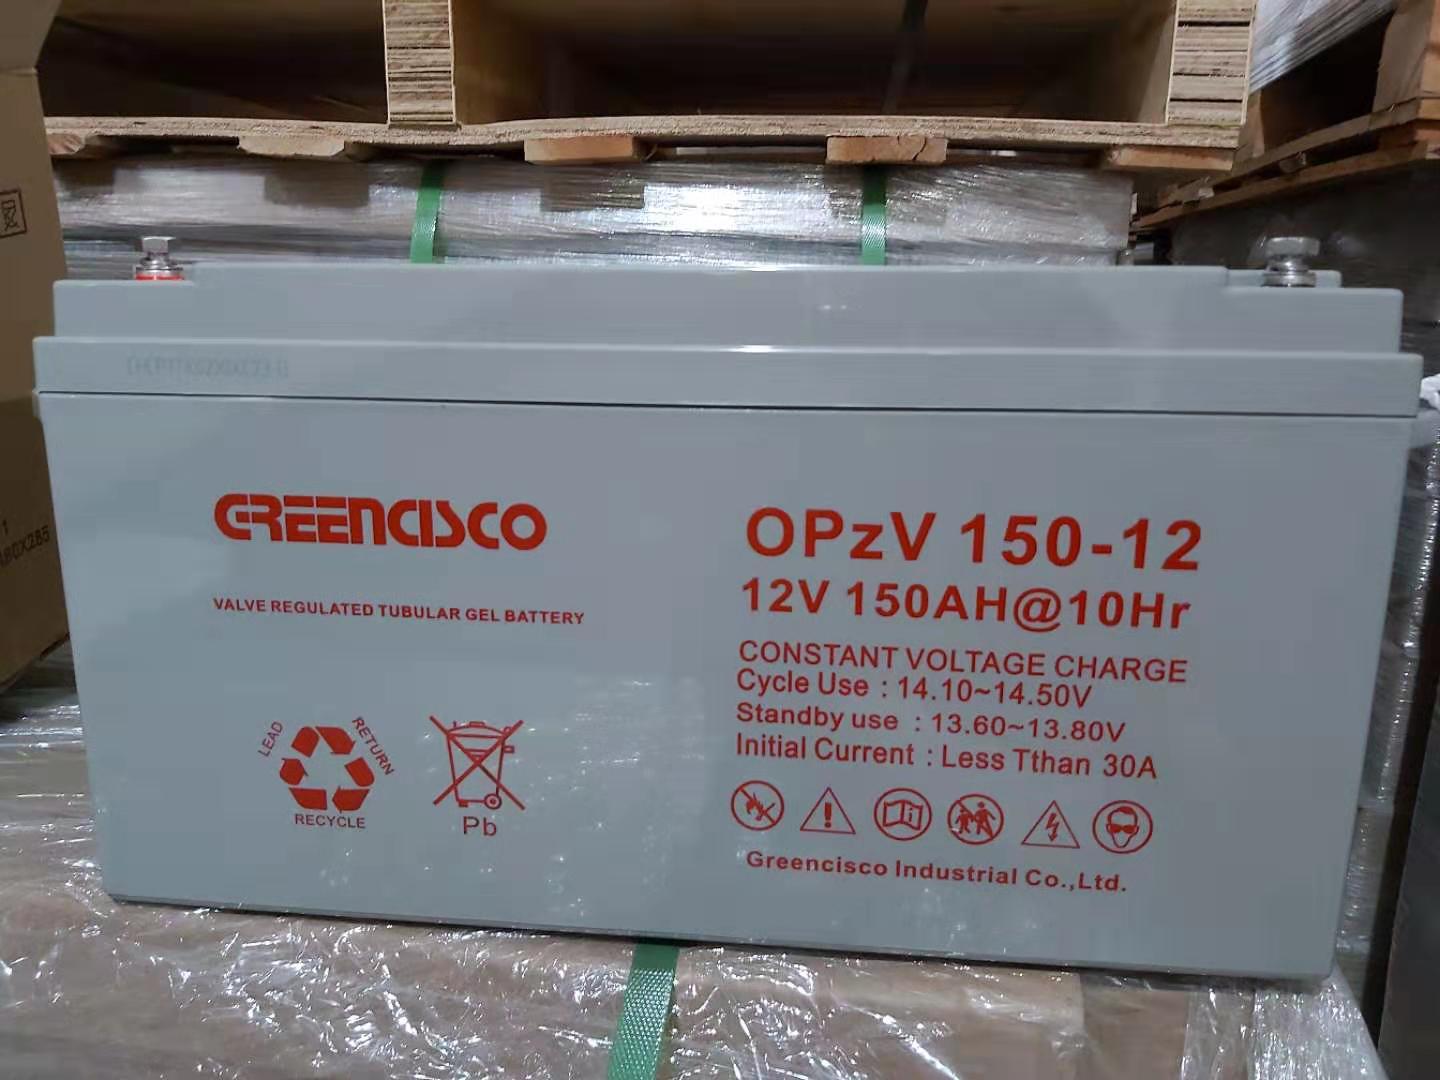 GREENCISCO
VALVE REGULATED TUBULAR GEL BATTERY
LEAD
RETURN
RECYCLE
Pb
OPzV 150-12
12V 150AH@10Hr
CONSTANT VOLTAGE CHARGE
Cycle Use : 14.10~14.50V
Standby use : 13.60~13.80V
Initial Current : Less Tthan 30A
Greencisco Industrial Co.,Ltd.